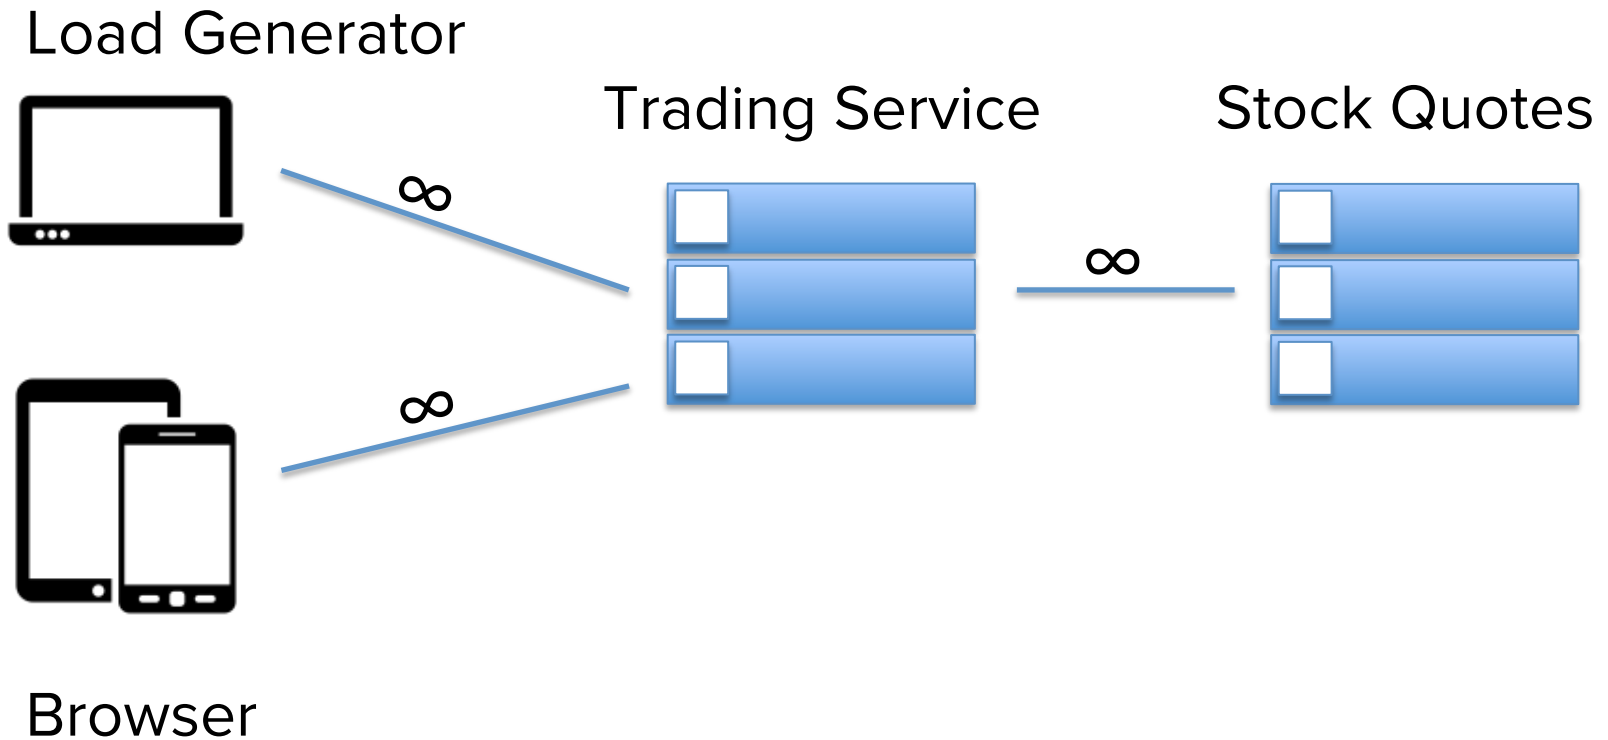 Load Generator
Trading Service
Stock Quotes
∞
∞
∞
Browser